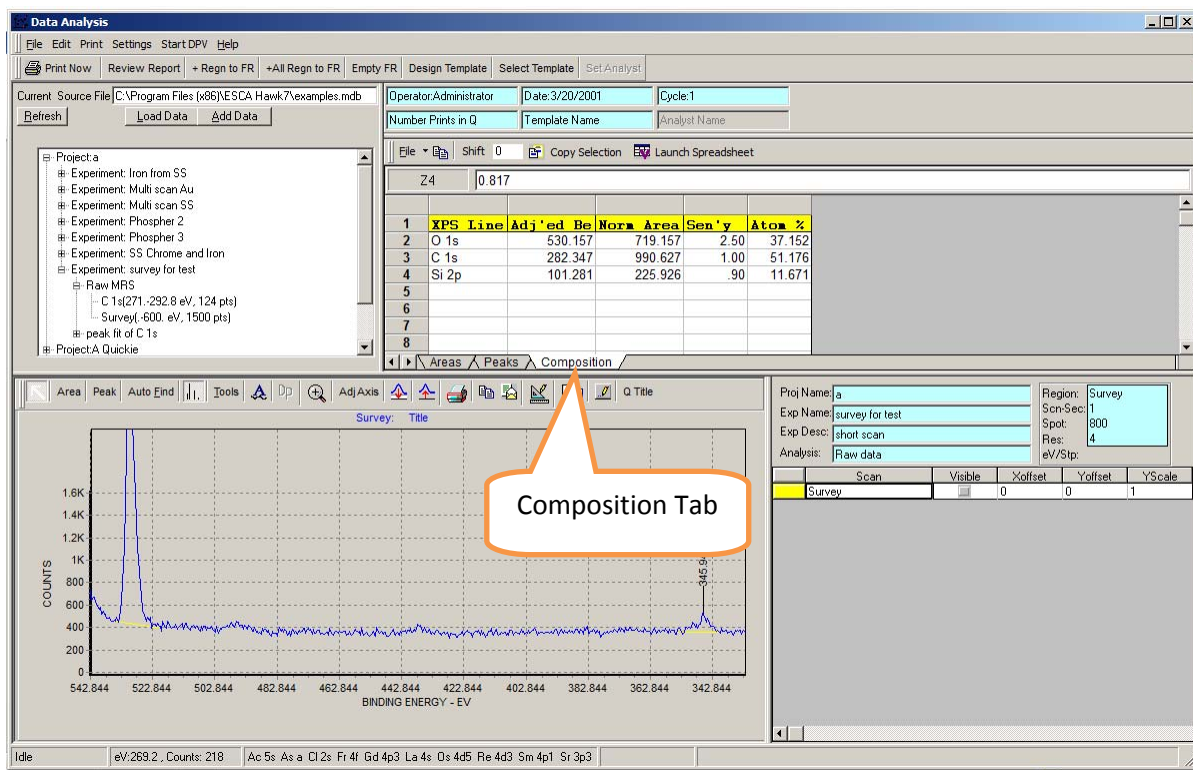 Data Analysis
File Edit Print Settings Start DPV Help
Print Now Review Report + Regn to FR +All Regn to FR Empty FR Design Template Select Template Set Analyst
Current Source File C:\Program Files (x86)\ESCA Hawk7\examples.mdb
Refresh Load Data Add Data
Operator:Administrator Date:3/20/2001 Cycle:1
Number Prints in Q Template Name Analyst Name
Project:a
Experiment: Iron from SS
Experiment: Multi scan Au
Experiment: Multi scan SS
Experiment: Phospher 2
Experiment: Phospher 3
Experiment: SS Chrome and Iron
Experiment: survey for test
Raw MRS
C 1s(271.-292.8 eV, 124 pts)
Survey(.-600. eV, 1500 pts)
peak fit of C 1s
Project:A Quickie
File Shift 0 Copy Selection Launch Spreadsheet
Z4 0.817
1 XPS Line Adj'ed Be Norm Area Sen'y Atom %
2 O 1s 530.157 719.157 2.50 37.152
3 C 1s 282.347 990.627 1.00 51.176
4 Si 2p 101.281 225.926 .90 11.671
5
6
7
8
Areas Peaks Composition
Area Peak Auto Find Tools A Dp Adj Axis Q Title
Survey: Title
Composition Tab
1.6K
1.4K
1.2K
1K
800
600
400
200
0
COUNTS
542.844 522.844 502.844 482.844 462.844 442.844 422.844 402.844 382.844 362.844 342.844
BINDING ENERGY - EV
Proj Name: a
Exp Name: survey for test
Exp Desc: short scan
Analysis: Raw data
Region: Survey
Scn-Sec: 1
Spot: 800
Res: 4
eV/Stp:
Scan Visible Xoffset Yoffset YScale
Survey 0 0 1
Idle eV:269.2 , Counts: 218 Ac 5s As a Cl 2s Fr 4f Gd 4p3 La 4s Os 4d5 Re 4d3 Sm 4p1 Sr 3p3